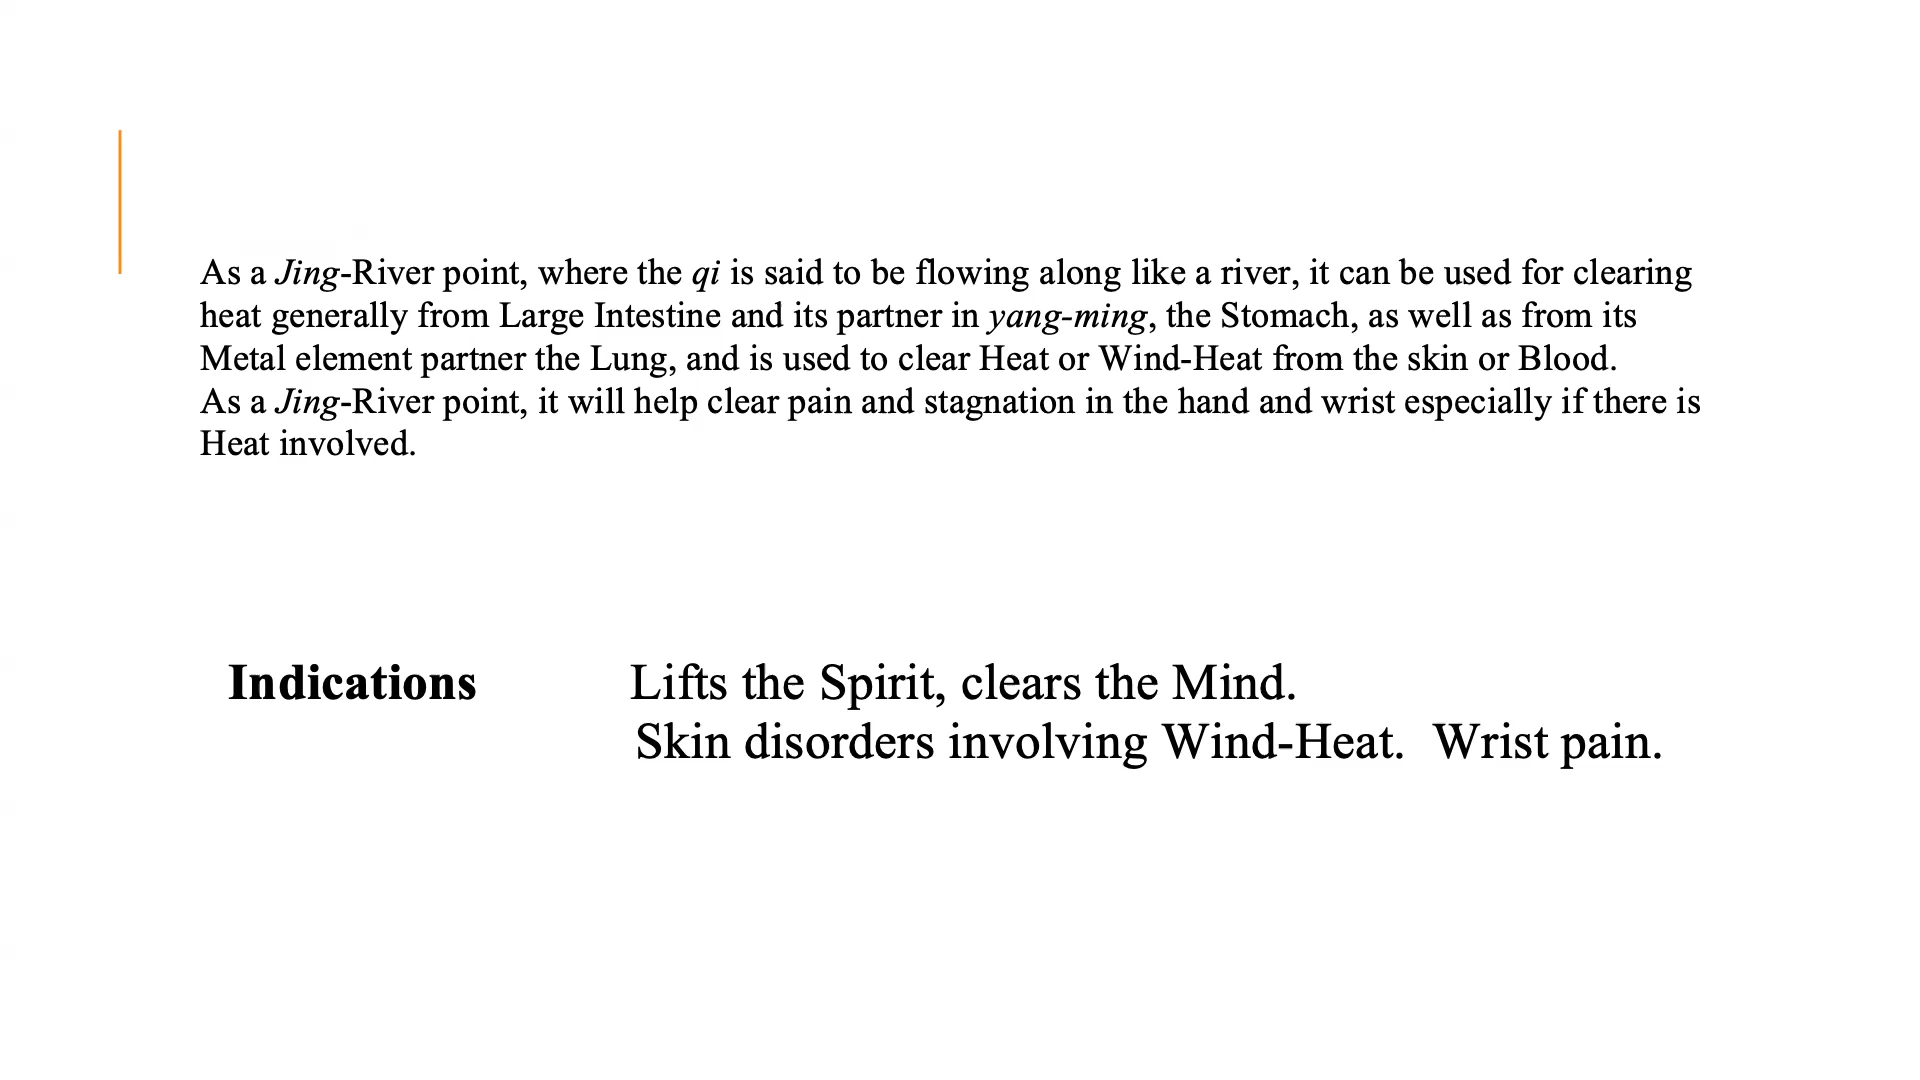 As a Jing-River point, where the qi is said to be flowing along like a river, it can be used for clearing
heat generally from Large Intestine and its partner in yang-ming, the Stomach, as well as from its
Metal element partner the Lung, and is used to clear Heat or Wind-Heat from the skin or Blood.
As a Jing-River point, it will help clear pain and stagnation in the hand and wrist especially if there is
Heat involved.
Indications Lifts the Spirit, clears the Mind.
Skin disorders involving Wind-Heat. Wrist pain.